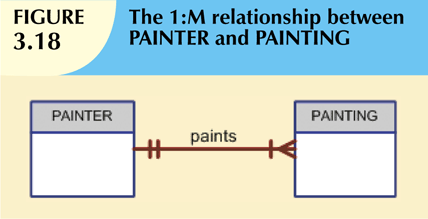 FIGURE
3.18
The 1:M relationship between
PAINTER and PAINTING
PAINTER
paints
PAINTING